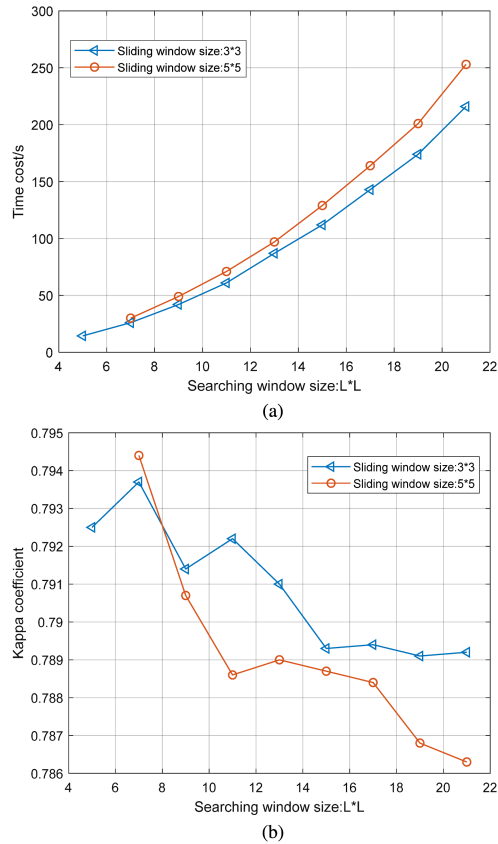 300
250
200
150
100
50
0
Time cost/s
Sliding window size:3*3
Sliding window size:5*5
4 6 8 10 12 14 16 18 20 22
Searching window size:L*L
(a)
0.795
0.794
0.793
0.792
0.791
0.79
0.789
0.788
0.787
0.786
Kappa coefficient
Sliding window size:3*3
Sliding window size:5*5
4 6 8 10 12 14 16 18 20 22
Searching window size:L*L
(b)